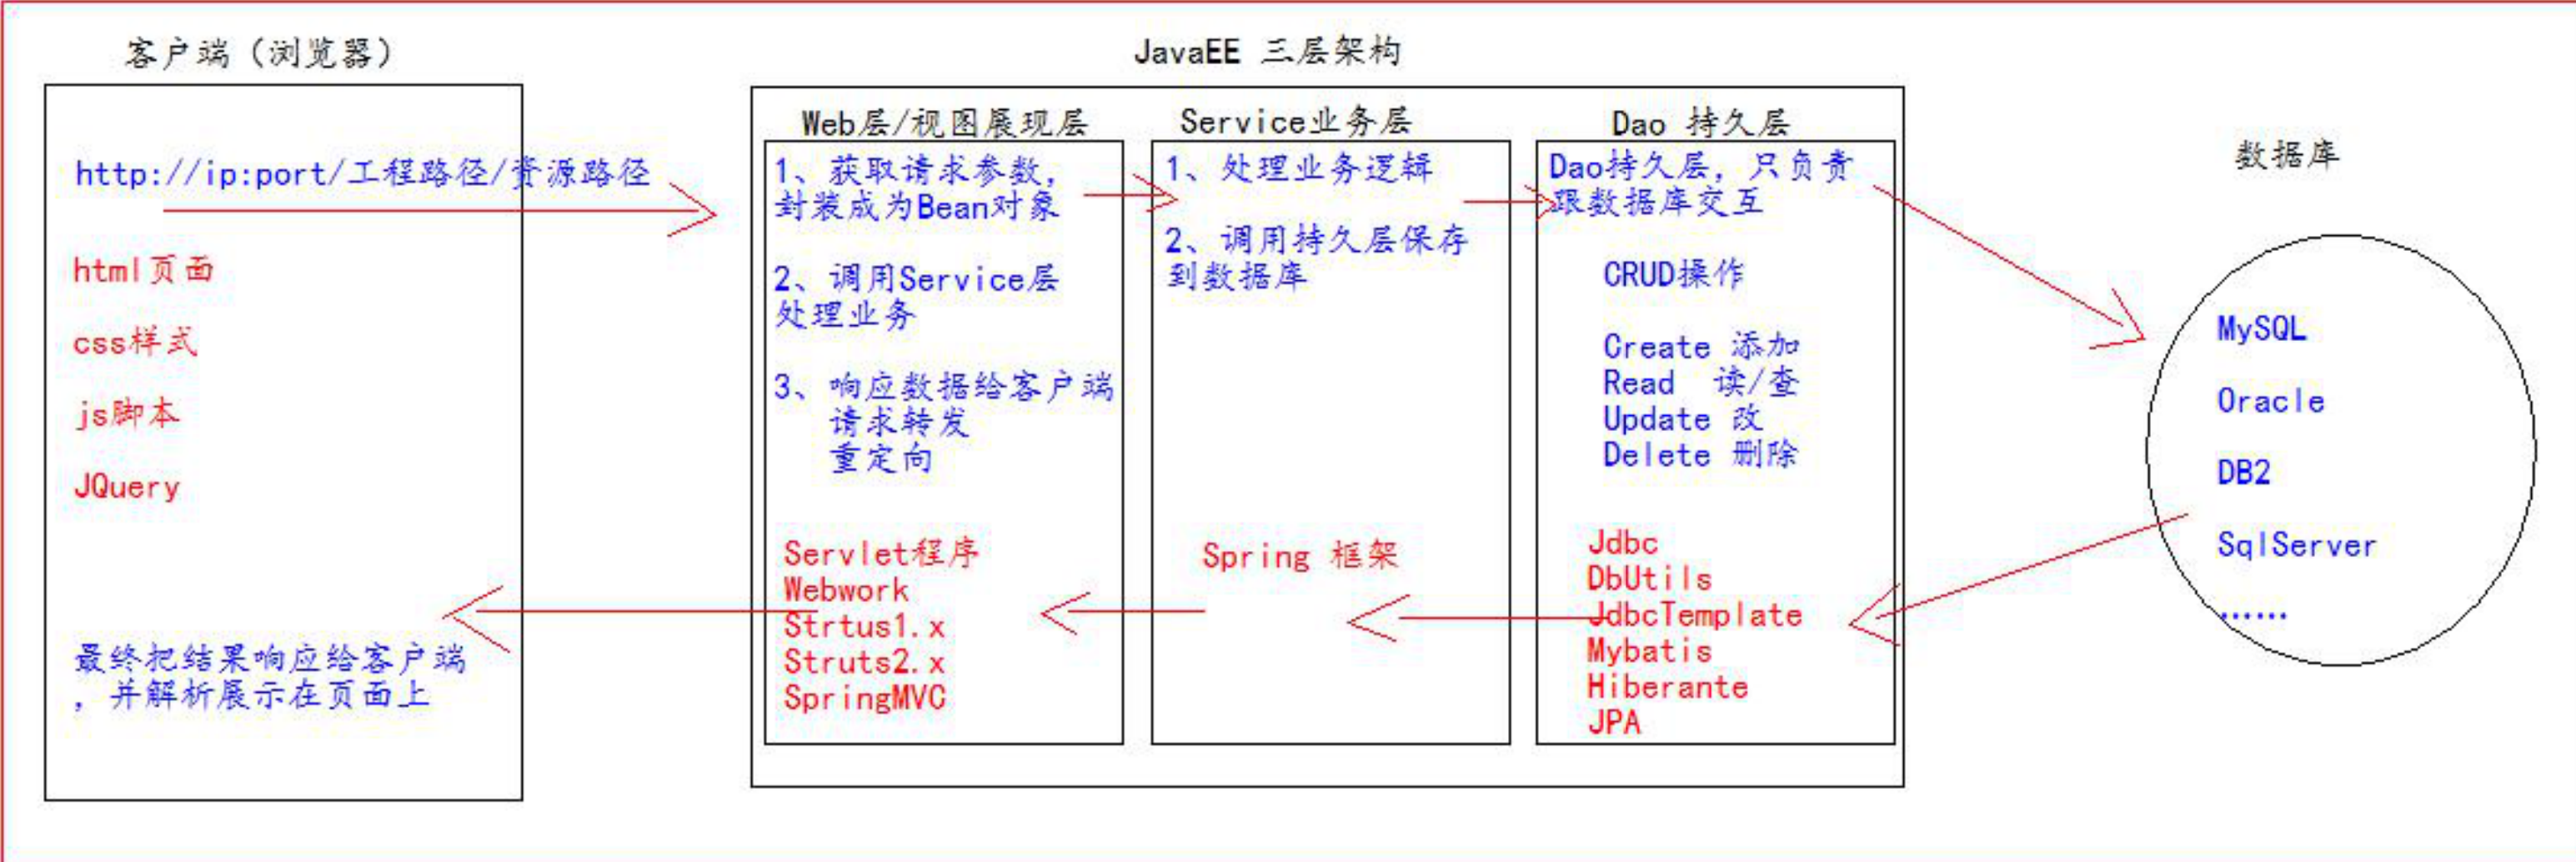 客户端（浏览器）
http://ip:port/工程路径/资源路径
html页面
css样式
js脚本
JQuery
最终把结果响应给客户端
，并解析展示在页面上
JavaEE 三层架构
Web层/视图展现层
1、获取请求参数，
封装成为Bean对象
2、调用Service层
处理业务
3、响应数据给客户端
请求转发
重定向
Servlet程序
Webwork
Strtus1.x
Struts2.x
SpringMVC
Service业务层
1、处理业务逻辑
2、调用持久层保存
到数据库
Spring 框架
Dao 持久层
Dao持久层，只负责
跟数据库交互
CRUD操作
Create 添加
Read 读/查
Update 改
Delete 删除
Jdbc
DbUtils
JdbcTemplate
Mybatis
Hiberante
JPA
数据库
MySQL
Oracle
DB2
SqlServer
......